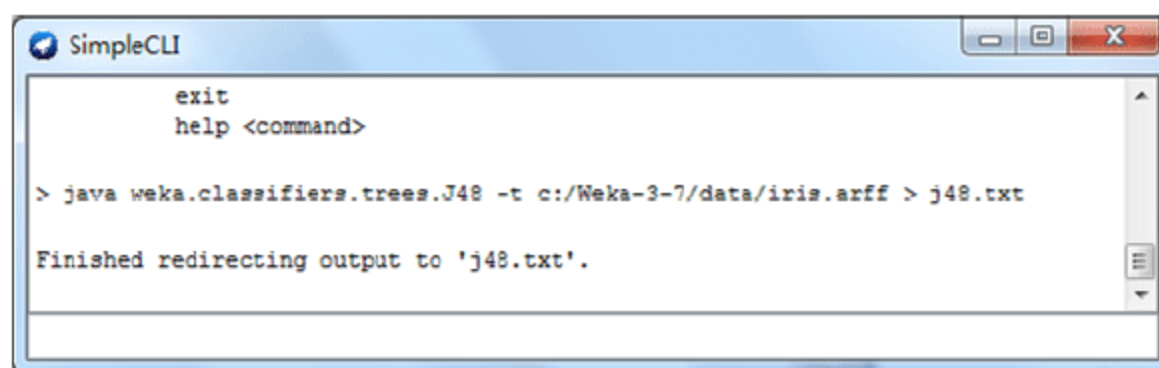 SimpleCLI
exit
help <command>
> java weka.classifiers.trees.J48 -t c:/Weka-3-7/data/iris.arff > j48.txt
Finished redirecting output to 'j48.txt'.